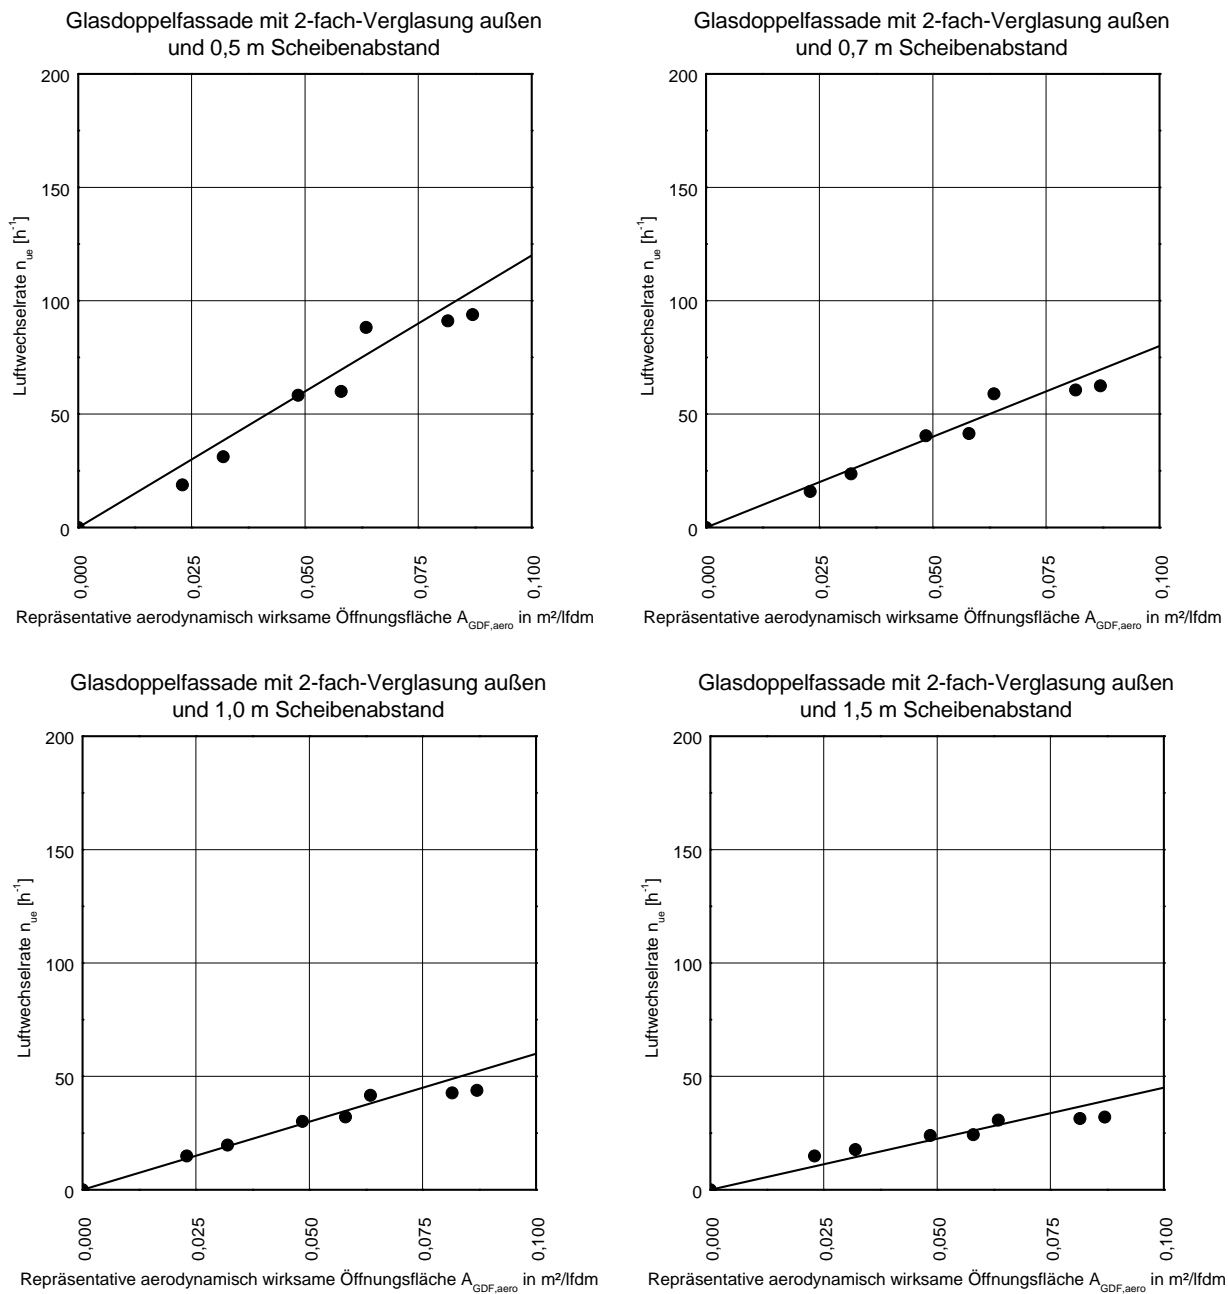 Glasdoppelfassade mit 2-fach-Verglasung außen
und 0,5 m Scheibenabstand
200
150
100
50
0
Luftwechselrate n_ue [h⁻¹]
0,000
0,025
0,050
0,075
0,100
Repräsentative aerodynamisch wirksame Öffnungsfläche A_GDF,aero in m²/lfdm
Glasdoppelfassade mit 2-fach-Verglasung außen
und 0,7 m Scheibenabstand
200
150
100
50
0
Luftwechselrate n_ue [h⁻¹]
0,000
0,025
0,050
0,075
0,100
Repräsentative aerodynamisch wirksame Öffnungsfläche A_GDF,aero in m²/lfdm
Glasdoppelfassade mit 2-fach-Verglasung außen
und 1,0 m Scheibenabstand
200
150
100
50
0
Luftwechselrate n_ue [h⁻¹]
0,000
0,025
0,050
0,075
0,100
Repräsentative aerodynamisch wirksame Öffnungsfläche A_GDF,aero in m²/lfdm
Glasdoppelfassade mit 2-fach-Verglasung außen
und 1,5 m Scheibenabstand
200
150
100
50
0
Luftwechselrate n_ue [h⁻¹]
0,000
0,025
0,050
0,075
0,100
Repräsentative aerodynamisch wirksame Öffnungsfläche A_GDF,aero in m²/lfdm